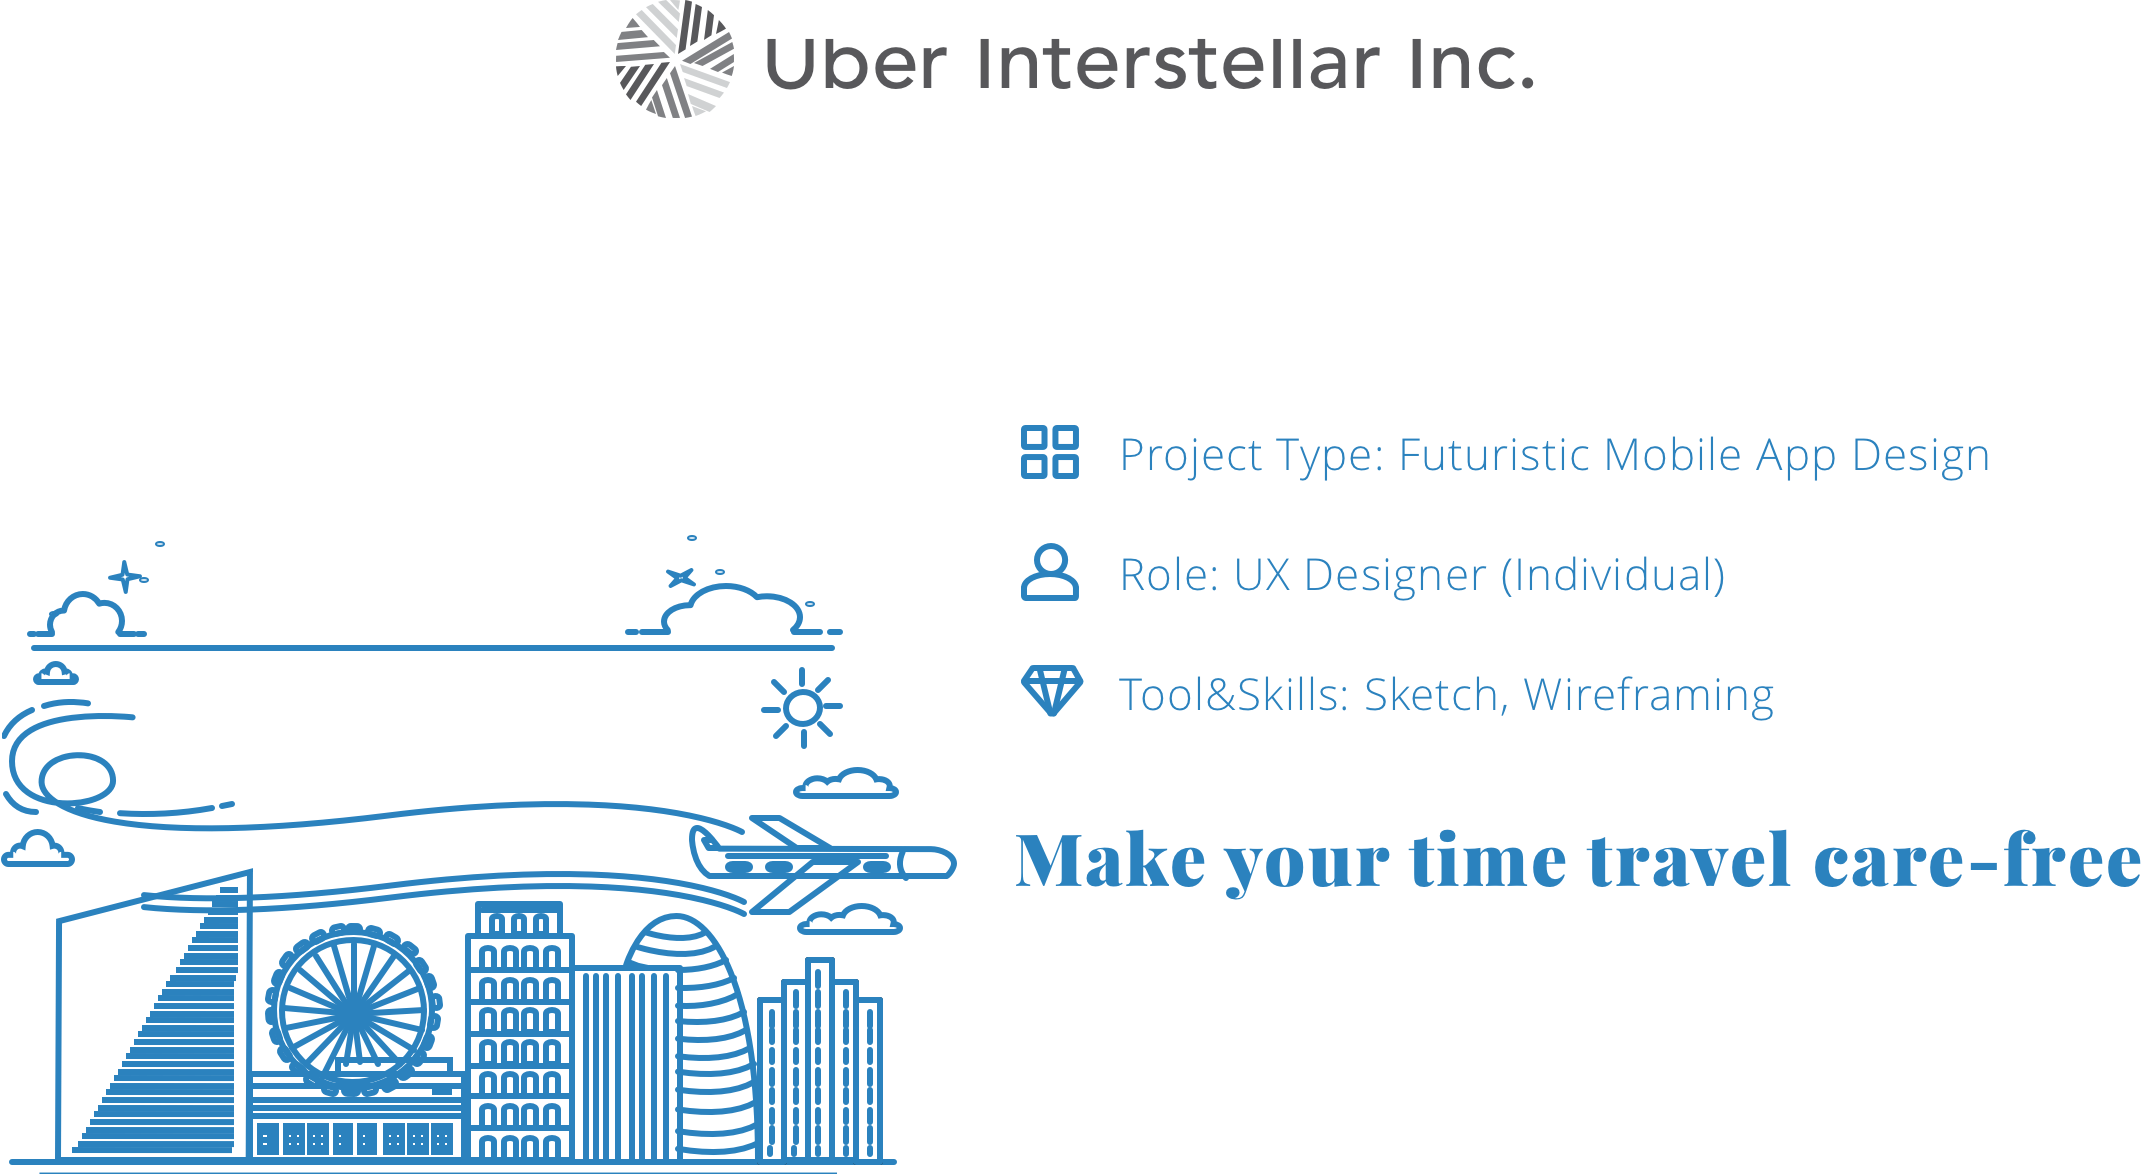 Uber Interstellar Inc.
Project Type: Futuristic Mobile App Design
Role: UX Designer (Individual)
Tool&Skills: Sketch, Wireframing
Make your time travel care-free